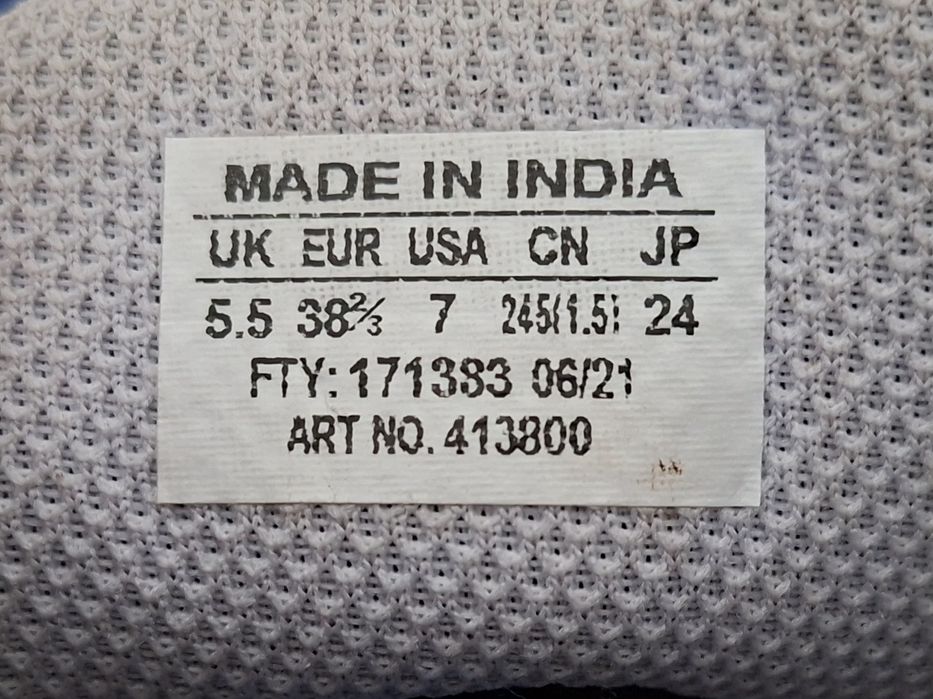 MADE IN INDIA
UK EUR USA CN JP
5.5 38⅔ 7 245(1.5) 24
FTY: 171383 06/21
ART NO. 413800